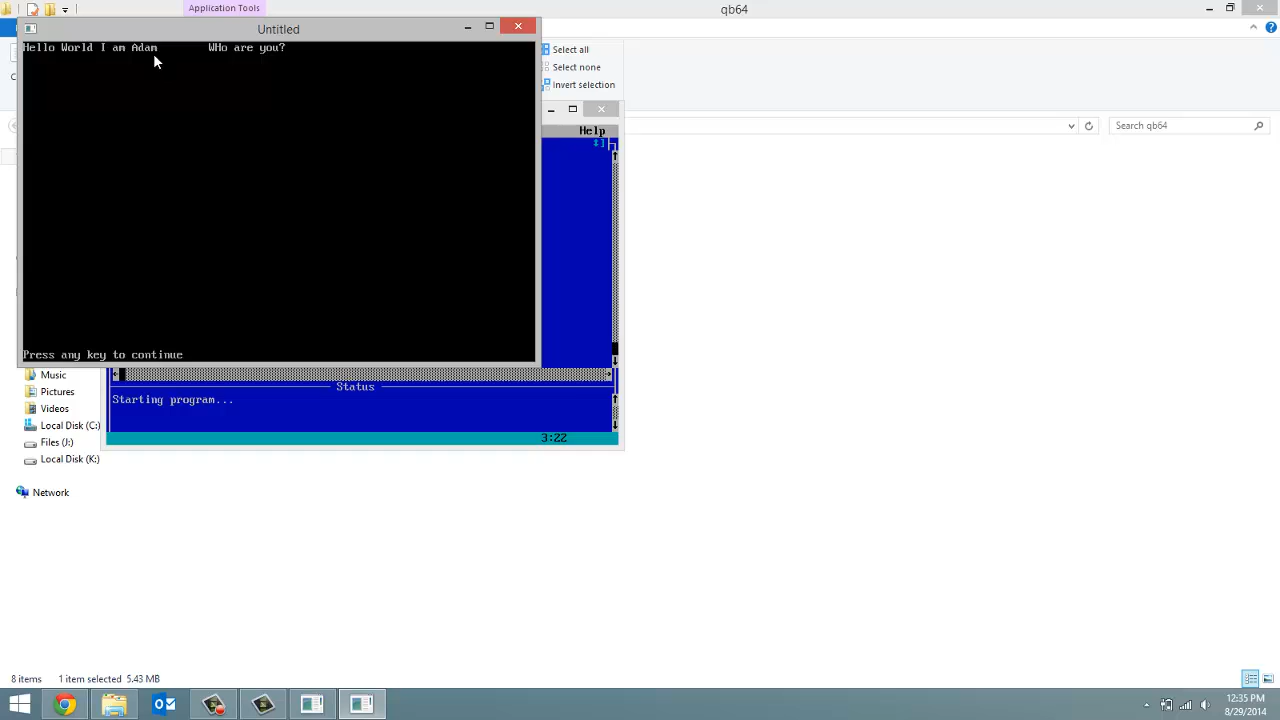 Application Tools
qb64
Untitled
Hello World I am Adam WHo are you?
Select all
Select none
Invert selection
Help
Search qb64
Press any key to continue
Music
Status
Pictures
Starting program...
Videos
Local Disk (C:)
3:22
Files (J:)
Local Disk (K:)
Network
8 items 1 item selected 5.43 MB
12:35 PM
8/29/2014